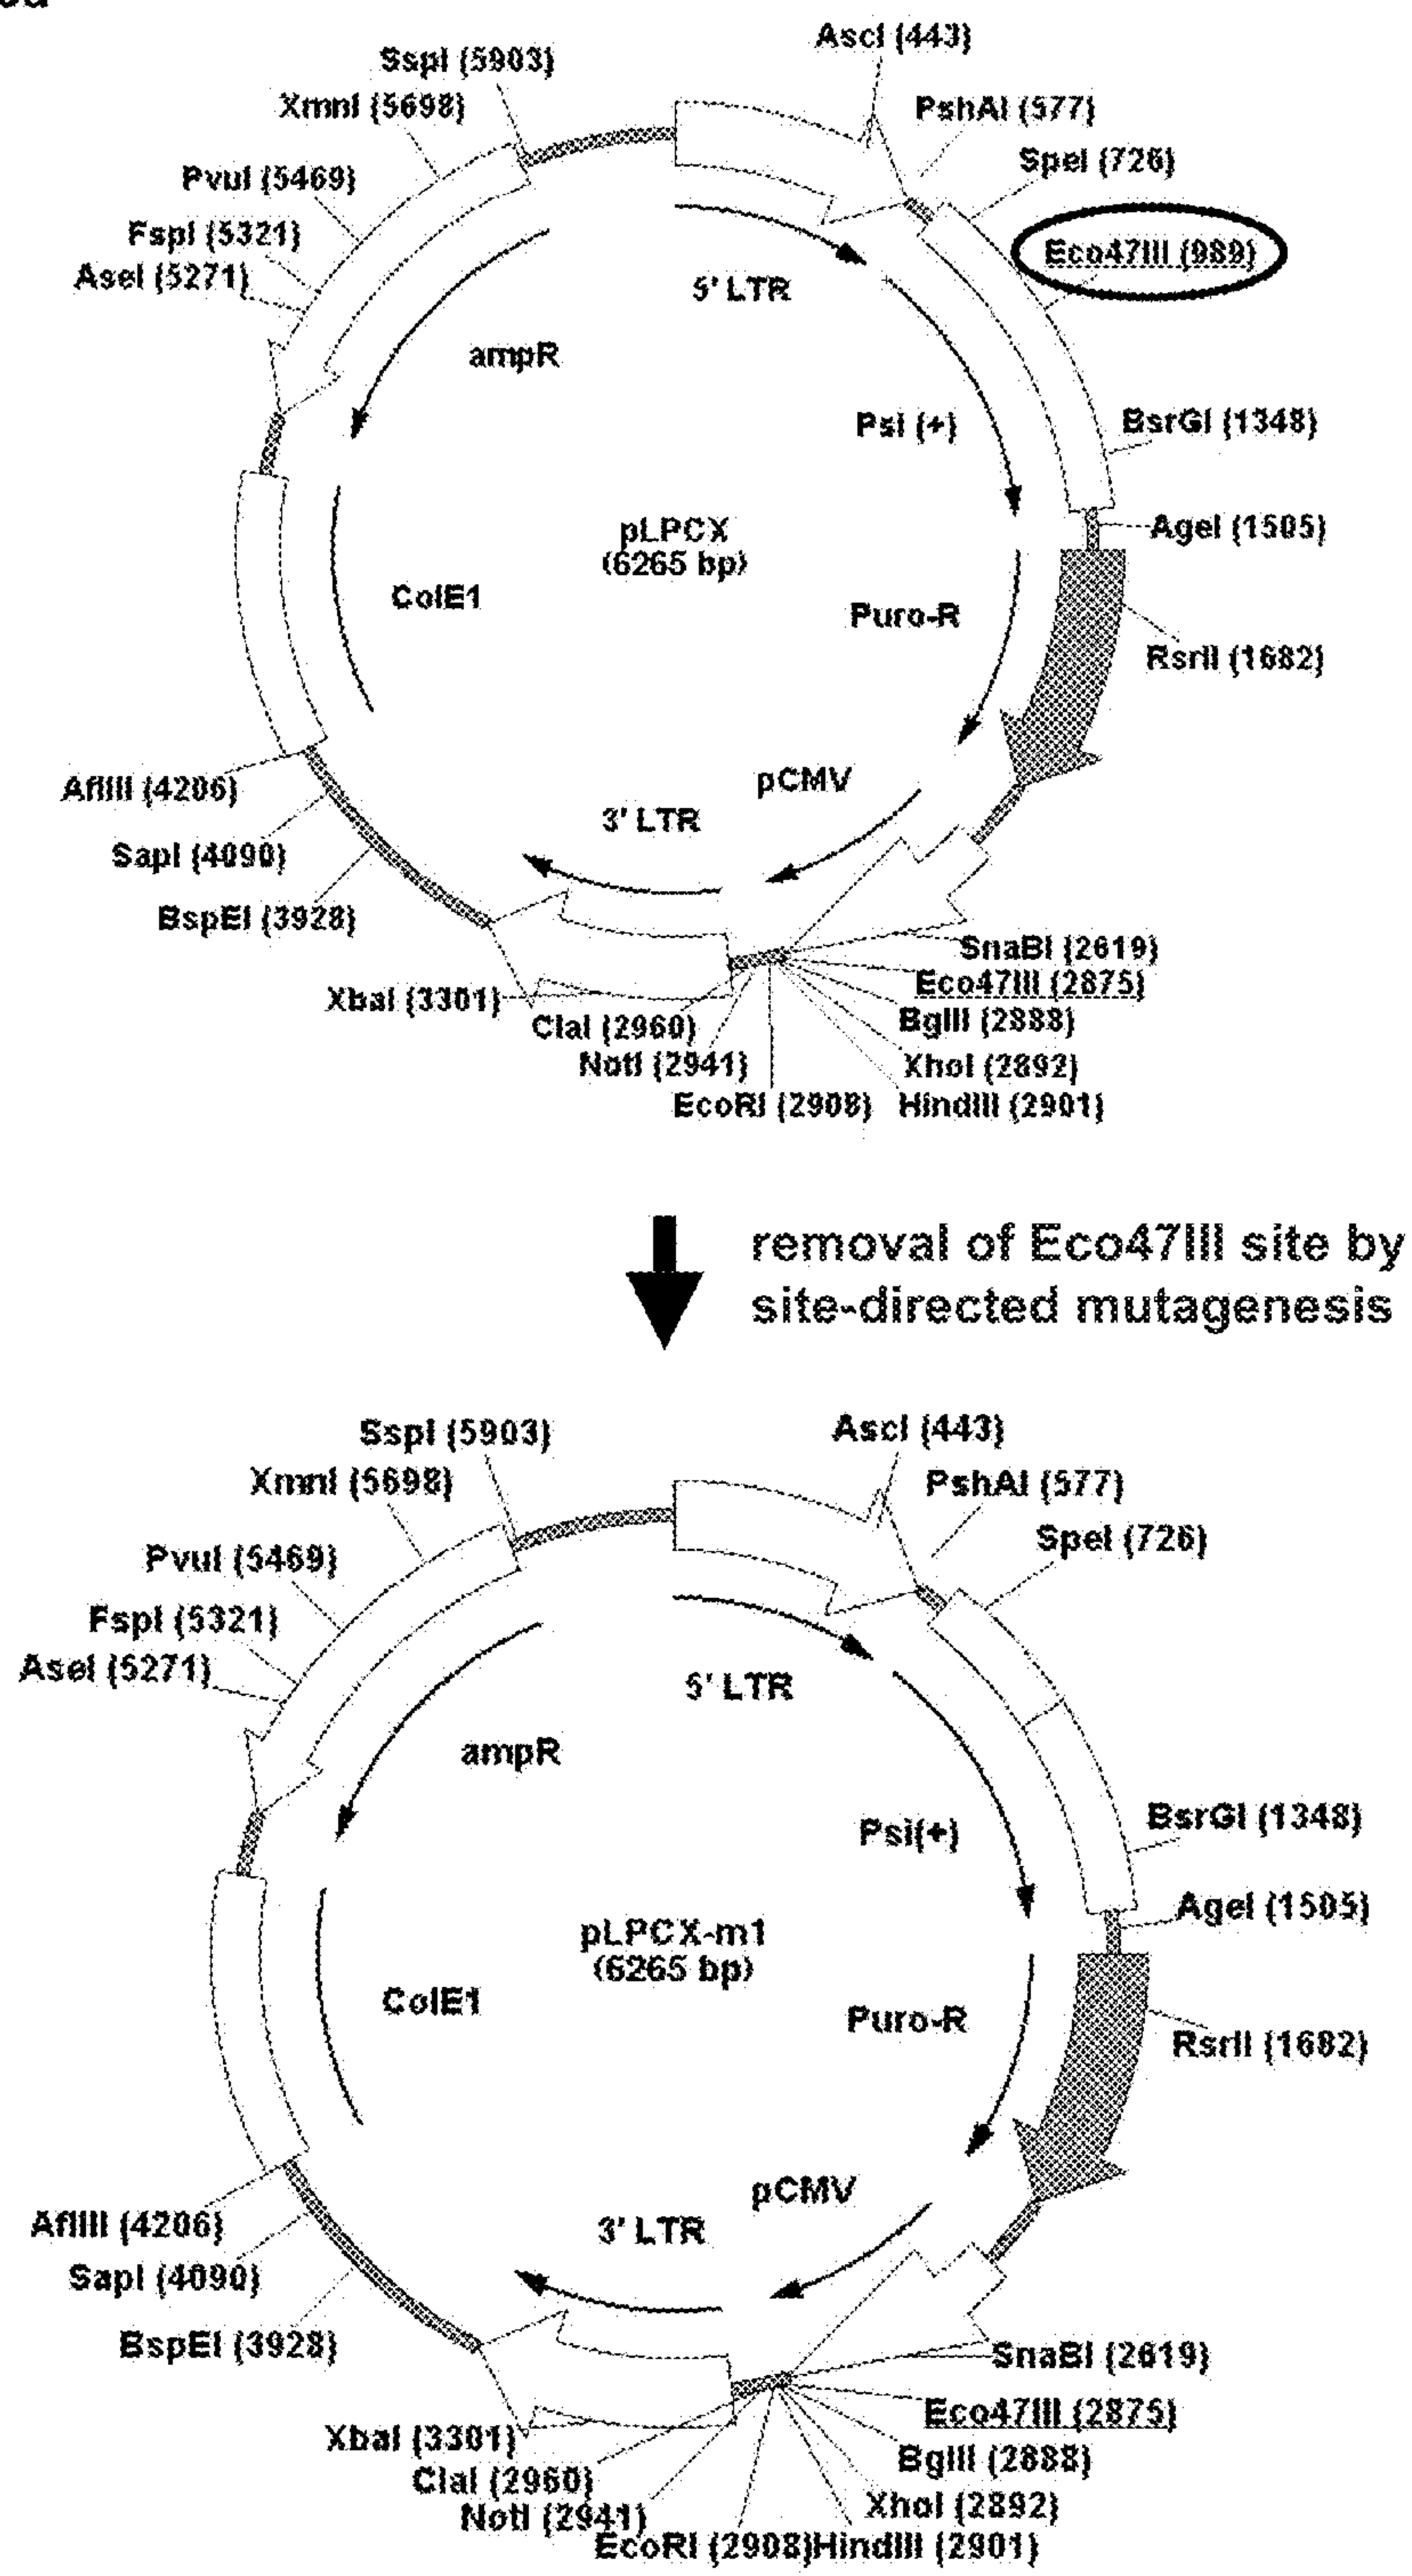 AscI (443)
SspI (5903)
XmnI (5698)
PshAI (577)
SpeI (726)
PvuI (5469)
FspI (5321)
Eco47III (989)
AseI (5271)
5' LTR
ampR
Psi (+)
BsrGI (1348)
AgeI (1505)
pLPCX
(6265 bp)
ColE1
Puro-R
RsrII (1682)
pCMV
AflIII (4206)
3' LTR
SapI (4090)
BspEI (3928)
SnaBI (2619)
Eco47III (2875)
XbaI (3301)
BglII (2888)
ClaI (2960)
NotI (2941)
XhoI (2892)
EcoRI (2908)
HindIII (2901)
removal of Eco47III site by
site-directed mutagenesis
AscI (443)
SspI (5903)
XmnI (5698)
PshAI (577)
SpeI (726)
PvuI (5469)
FspI (5321)
AseI (5271)
5' LTR
ampR
BsrGI (1348)
Psi(+)
AgeI (1505)
pLPCX-m1
(6265 bp)
ColE1
Puro-R
RsrII (1682)
pCMV
AflIII (4206)
3' LTR
SapI (4090)
BspEI (3928)
SnaBI (2619)
Eco47III (2875)
XbaI (3301)
BglII (2888)
ClaI (2960)
XhoI (2892)
NotI (2941)
EcoRI (2908)
HindIII (2901)